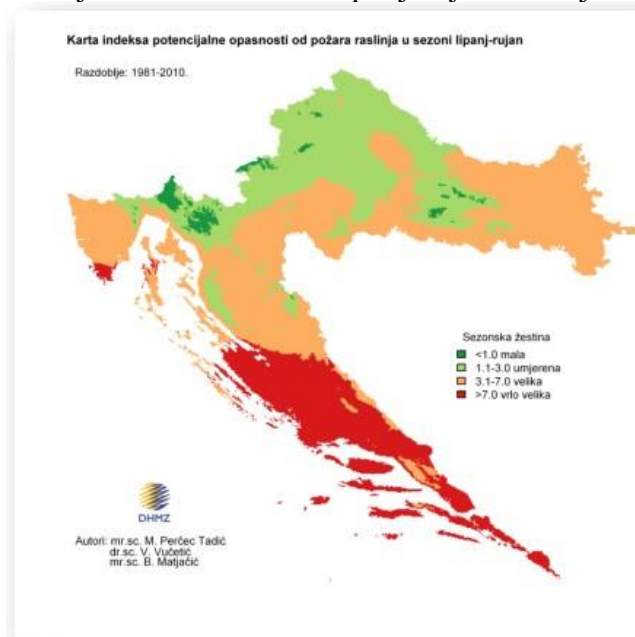 Karta indeksa potencijalne opasnosti od požara raslinja u sezoni lipanj-rujan
Razdoblje: 1981-2010.
Sezonska žestina
<1.0 mala
1.1-3.0 umjerena
3.1-7.0 velika
>7.0 vrlo velika
DHMZ
Autori: mr.sc. M. Perčec Tadić
dr.sc. V. Vučetić
mr.sc. B. Matjačić